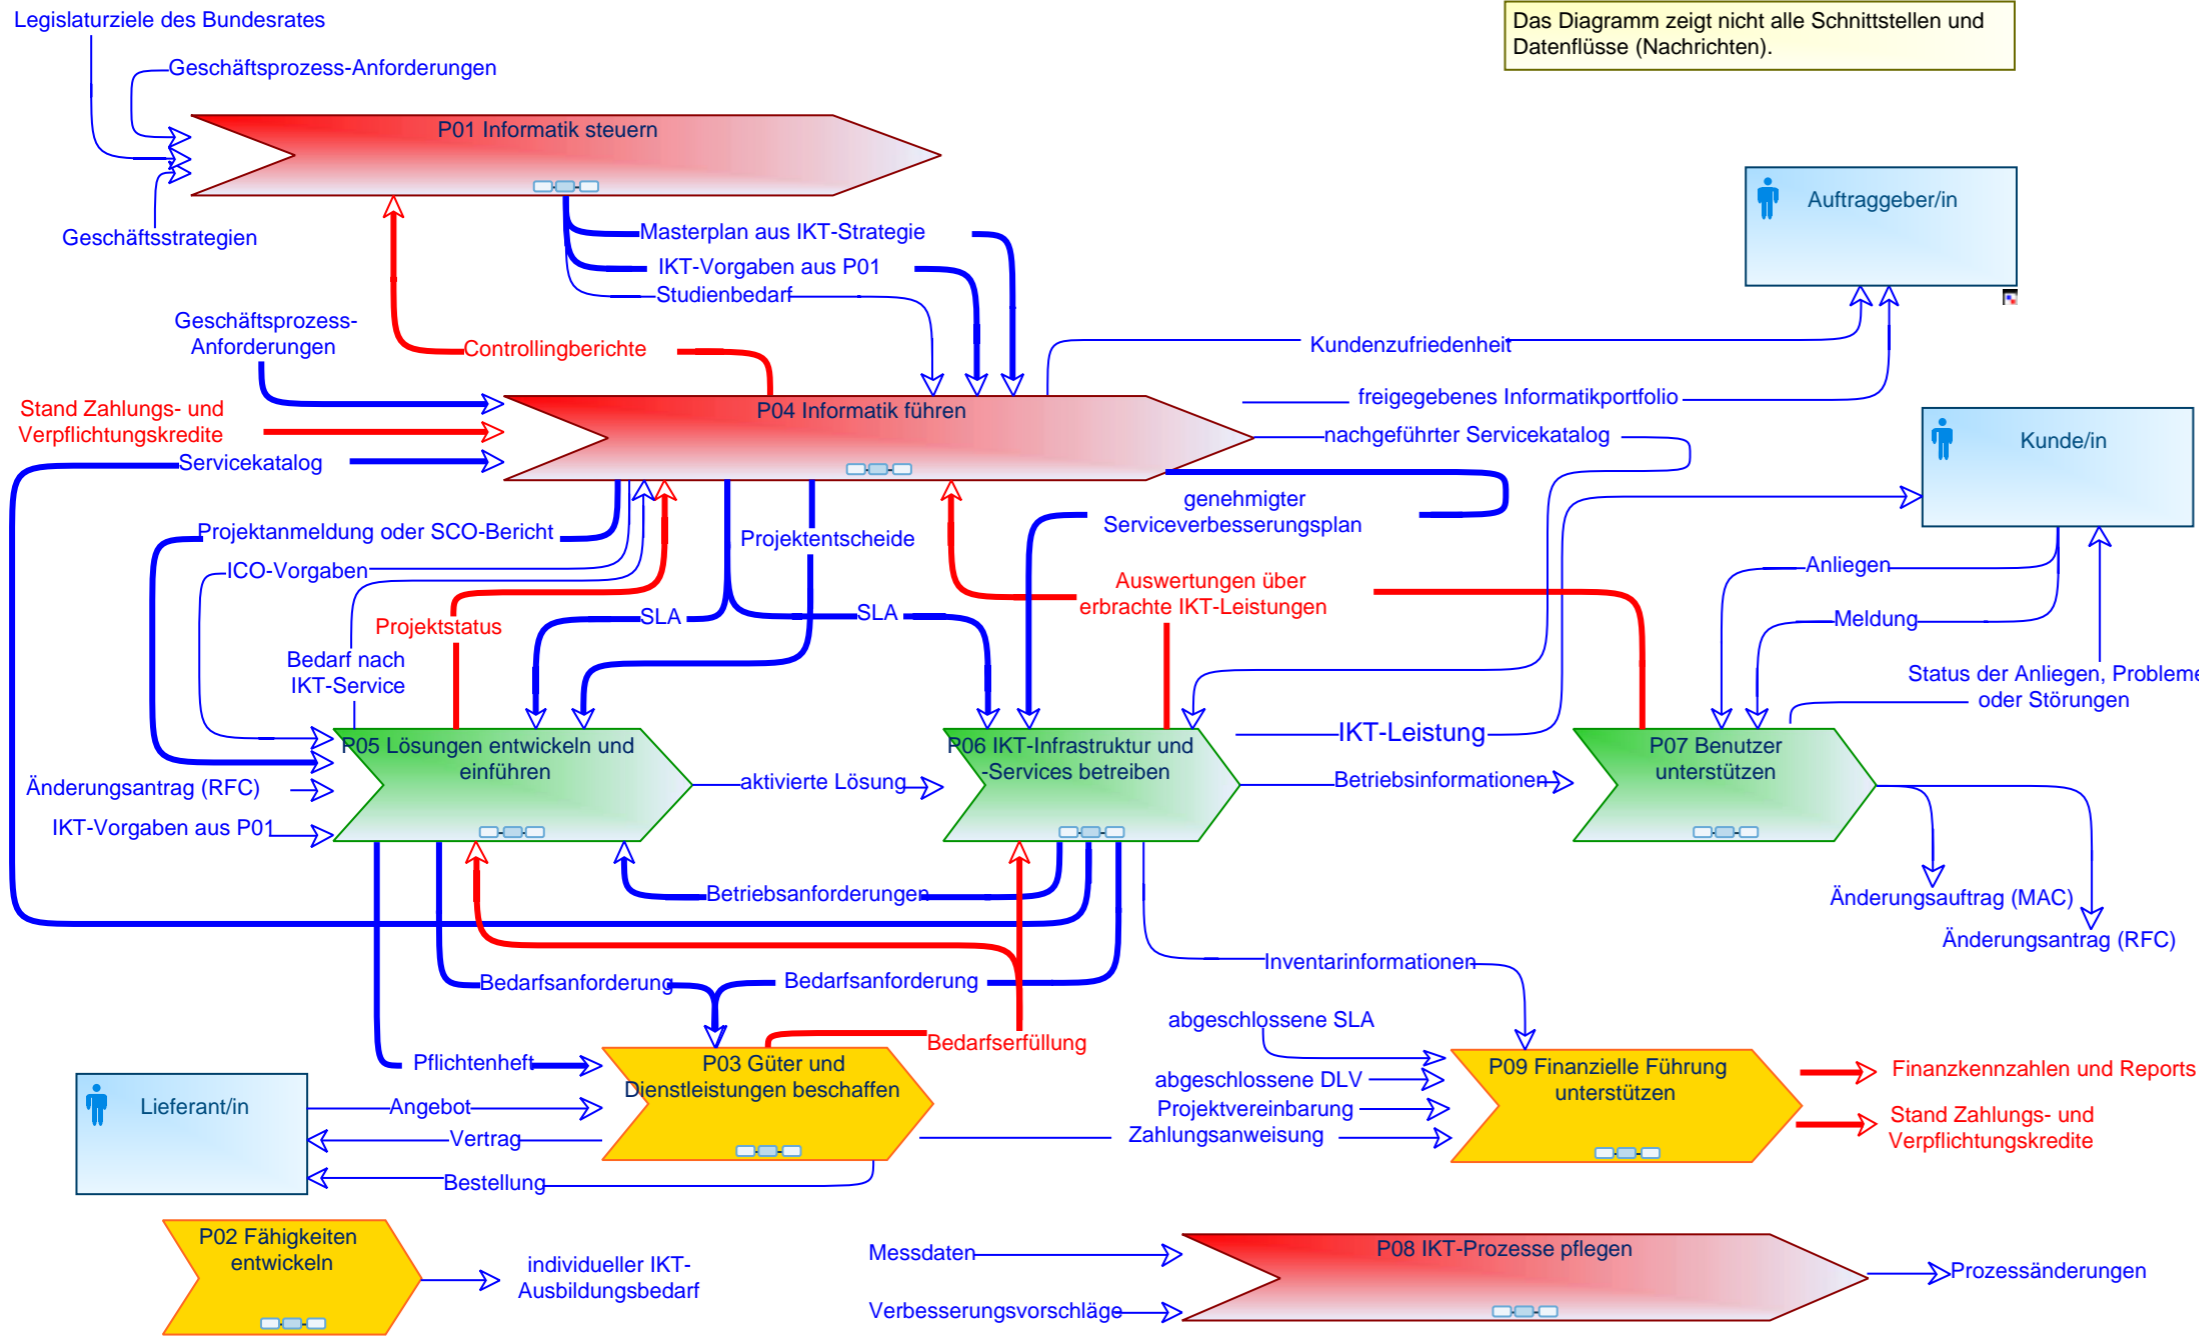 Legislaturziele des Bundesrates
Das Diagramm zeigt nicht alle Schnittstellen und
Datenflüsse (Nachrichten).
Geschäftsprozess-Anforderungen
P01 Informatik steuern
Geschäftsstrategien
Auftraggeber/in
Masterplan aus IKT-Strategie
IKT-Vorgaben aus P01
Studienbedarf
Geschäftsprozess-
Anforderungen
Controllingberichte
Kundenzufriedenheit
Stand Zahlungs- und
Verpflichtungskredite
P04 Informatik führen
freigegebenes Informatikportfolio
nachgeführter Servicekatalog
Kunde/in
Servicekatalog
genehmigter
Serviceverbesserungsplan
Projektanmeldung oder SCO-Bericht
Projektentscheide
ICO-Vorgaben
Auswertungen über
erbrachte IKT-Leistungen
Anliegen
Projektstatus
SLA
SLA
Meldung
Bedarf nach
IKT-Service
Status der Anliegen, Probleme
oder Störungen
P05 Lösungen entwickeln und
einführen
P06 IKT-Infrastruktur und
-Services betreiben
IKT-Leistung
P07 Benutzer
unterstützen
Änderungsantrag (RFC)
aktivierte Lösung
Betriebsinformationen
IKT-Vorgaben aus P01
Betriebsanforderungen
Änderungsauftrag (MAC)
Änderungsantrag (RFC)
Bedarfsanforderung
Bedarfsanforderung
Inventarinformationen
abgeschlossene SLA
Bedarfserfüllung
Pflichtenheft
P03 Güter und
Dienstleistungen beschaffen
P09 Finanzielle Führung
unterstützen
Finanzkennzahlen und Reports
abgeschlossene DLV
Lieferant/in
Angebot
Projektvereinbarung
Stand Zahlungs- und
Verpflichtungskredite
Vertrag
Zahlungsanweisung
Bestellung
P02 Fähigkeiten
entwickeln
individueller IKT-
Ausbildungsbedarf
Messdaten
P08 IKT-Prozesse pflegen
Prozessänderungen
Verbesserungsvorschläge